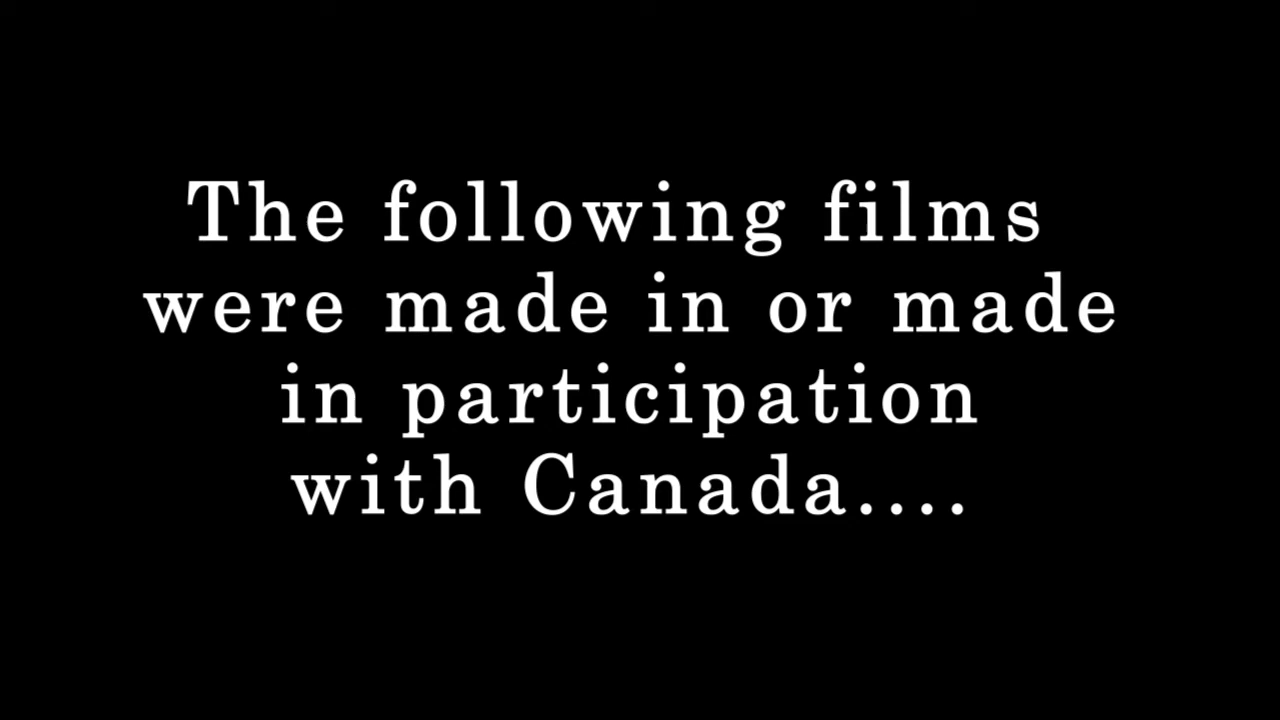 The following films
were made in or made
in participation
with Canada....